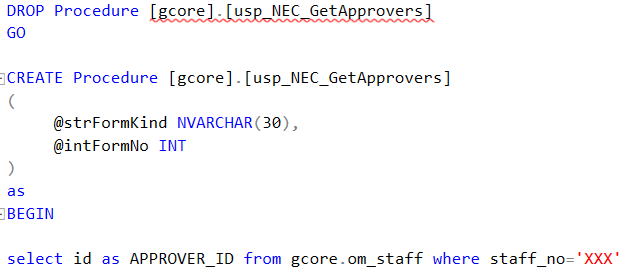 DROP Procedure [gcore].[usp_NEC_GetApprovers]
GO
CREATE Procedure [gcore].[usp_NEC_GetApprovers]
(
@strFormKind NVARCHAR(30),
@intFormNo INT
)
as
BEGIN
select id as APPROVER_ID from gcore.om_staff where staff_no='XXX'